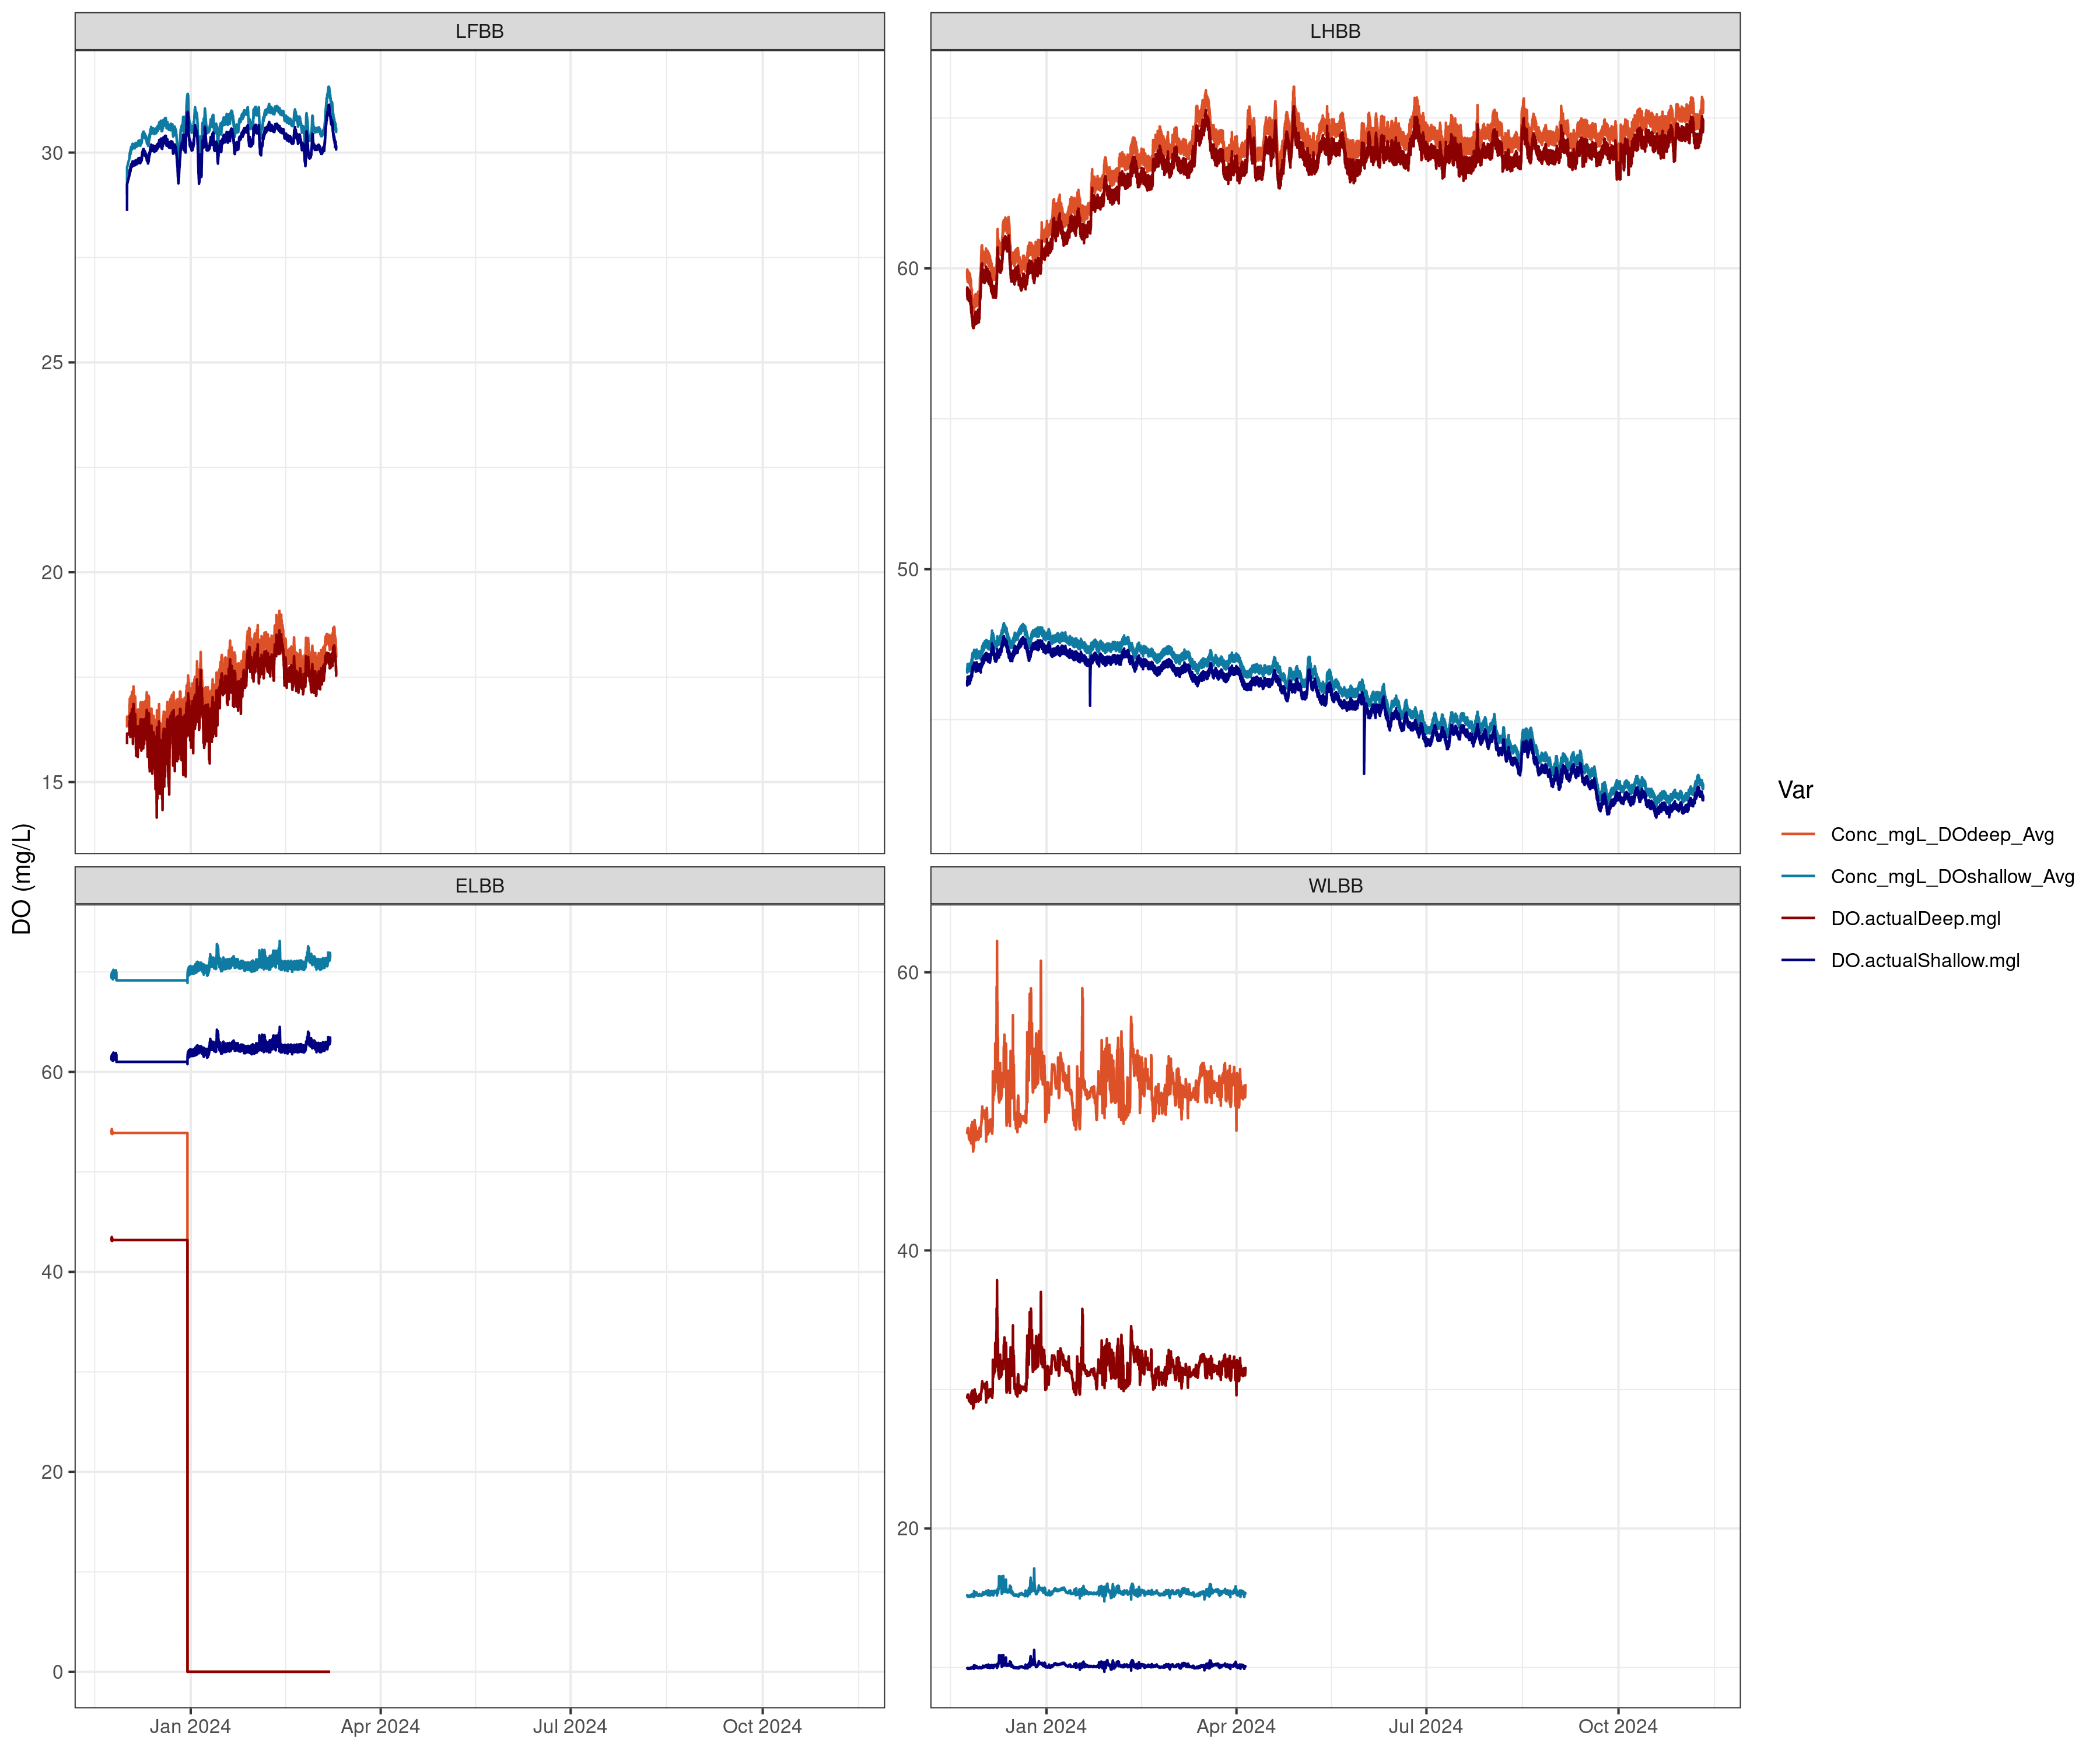 LFBB
LHBB
30
25
20
15
60
50
DO (mg/L)
ELBB
WLBB
60
40
20
0
60
40
20
Jan 2024
Apr 2024
Jul 2024
Oct 2024
Jan 2024
Apr 2024
Jul 2024
Oct 2024
Var
Conc_mgL_DOdeep_Avg
Conc_mgL_DOshallow_Avg
DO.actualDeep.mgl
DO.actualShallow.mgl